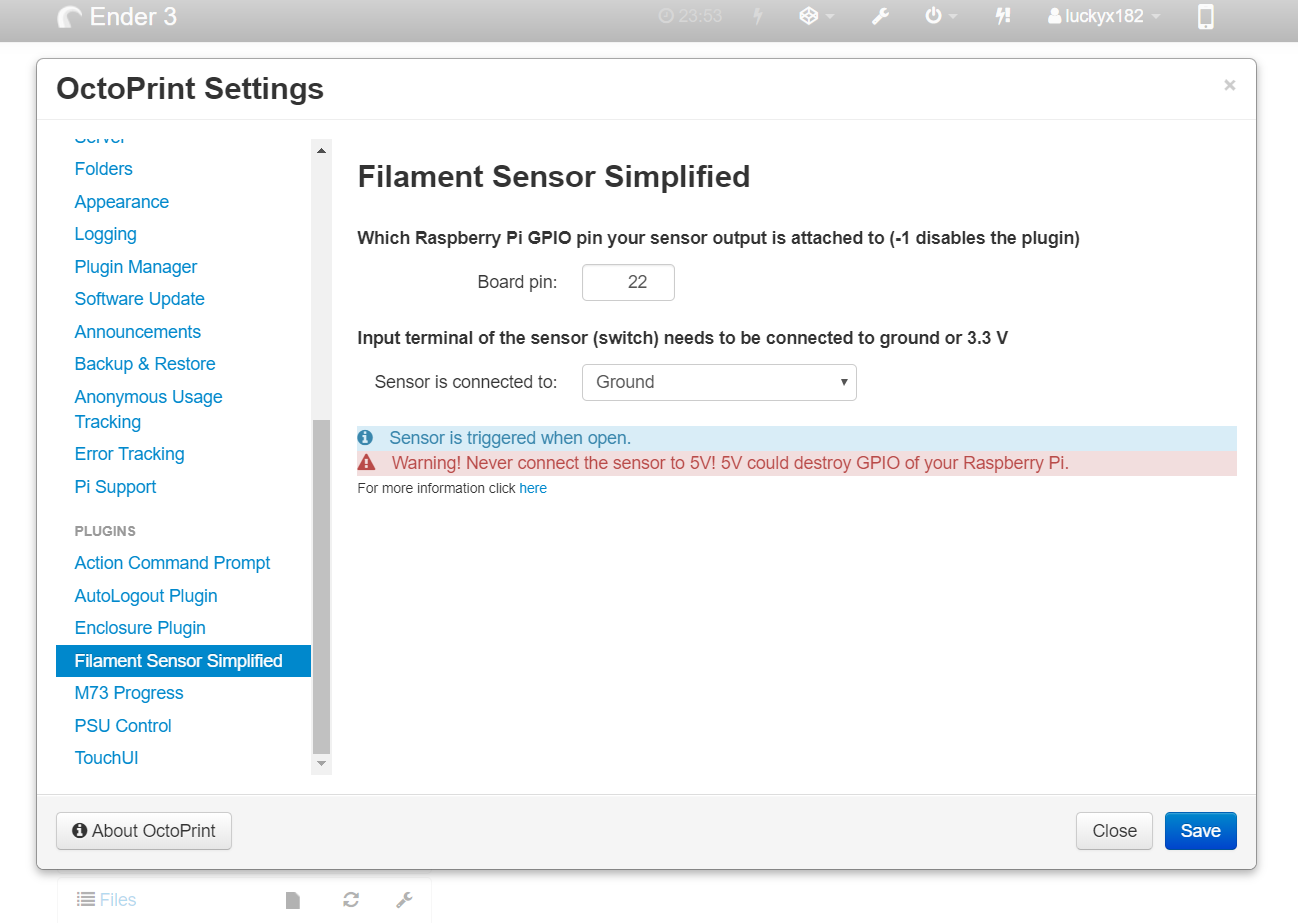 Ender 3
23:53
luckyx182
OctoPrint Settings
×
Server
Folders
Appearance
Logging
Plugin Manager
Software Update
Announcements
Backup & Restore
Anonymous Usage
Tracking
Error Tracking
Pi Support
PLUGINS
Action Command Prompt
AutoLogout Plugin
Enclosure Plugin
Filament Sensor Simplified
M73 Progress
PSU Control
TouchUI
Filament Sensor Simplified
Which Raspberry Pi GPIO pin your sensor output is attached to (-1 disables the plugin)
Board pin: 22
Input terminal of the sensor (switch) needs to be connected to ground or 3.3 V
Sensor is connected to: Ground
Sensor is triggered when open.
Warning! Never connect the sensor to 5V! 5V could destroy GPIO of your Raspberry Pi.
For more information click here
About OctoPrint
Close
Save
Files